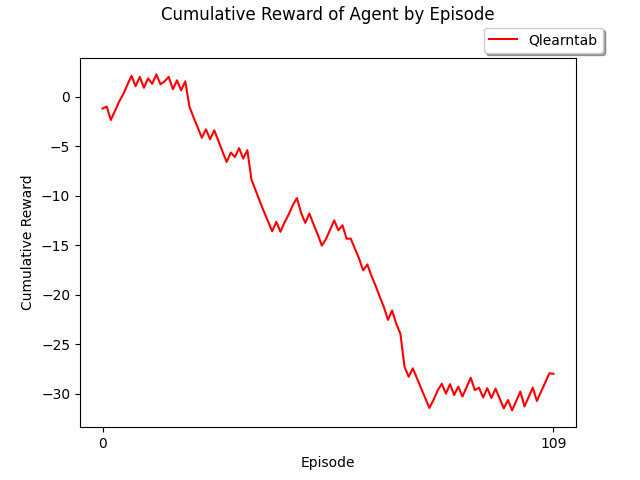 Cumulative Reward of Agent by Episode
Qlearntab
0
−5
−10
−15
−20
−25
−30
Cumulative Reward
0
109
Episode